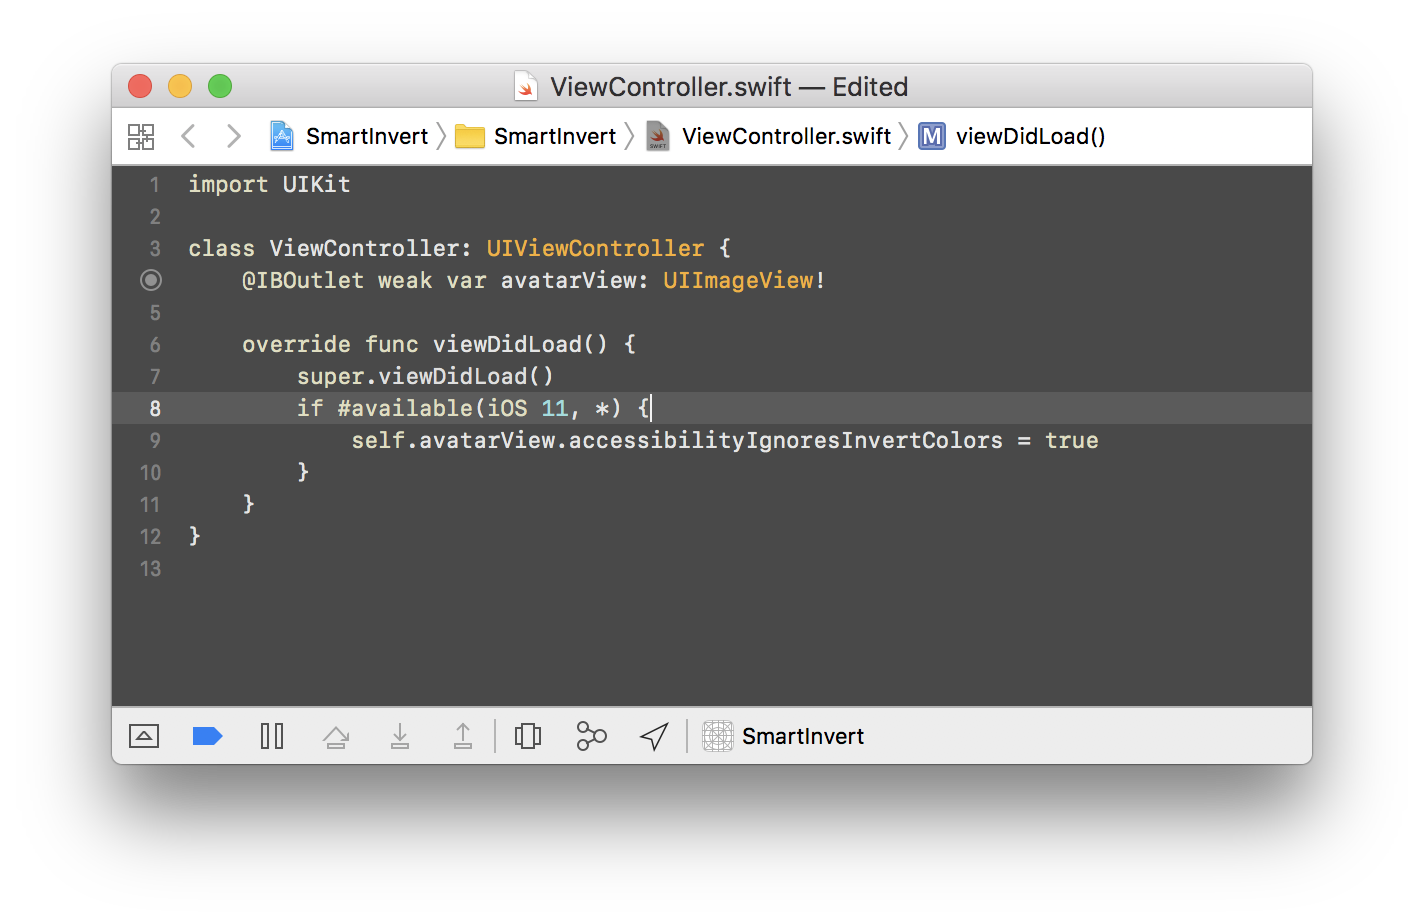 ViewController.swift — Edited
SmartInvert SmartInvert ViewController.swift M viewDidLoad()
1 import UIKit
2
3 class ViewController: UIViewController {
@IBOutlet weak var avatarView: UIImageView!
5
6 override func viewDidLoad() {
7 super.viewDidLoad()
8 if #available(iOS 11, *) {
9 self.avatarView.accessibilityIgnoresInvertColors = true
10 }
11 }
12 }
13
SmartInvert